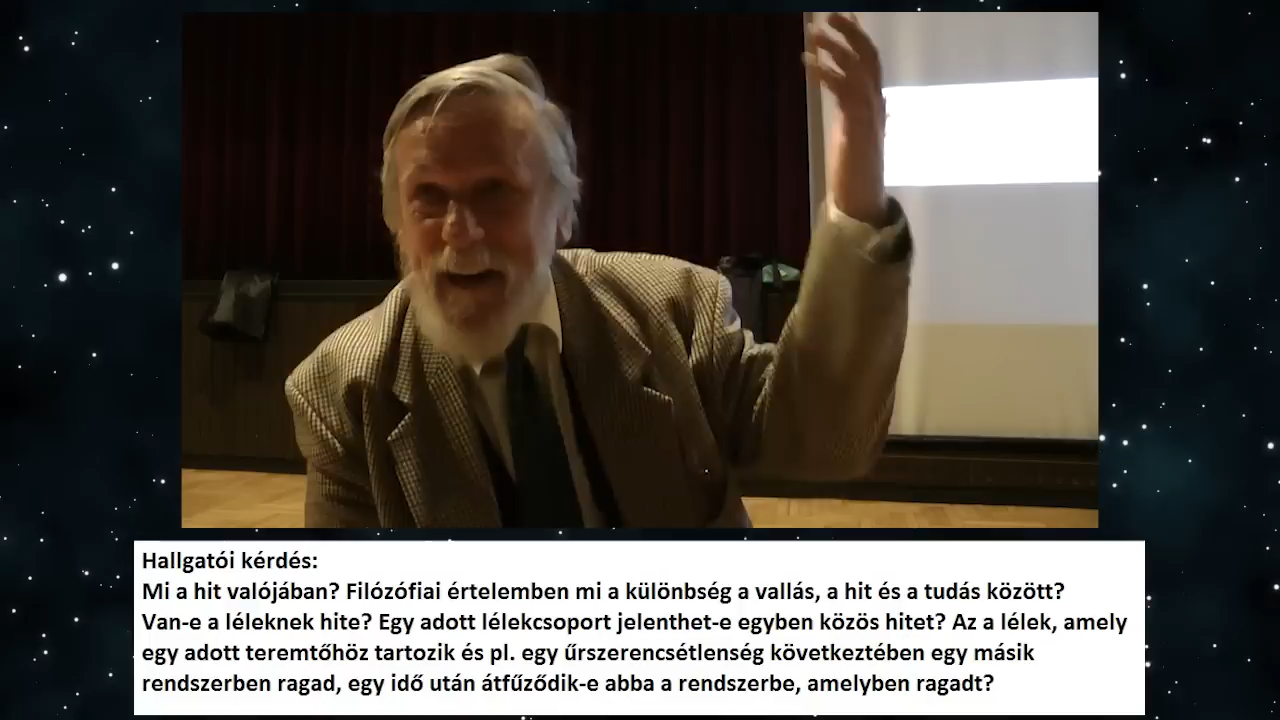 Hallgatói kérdés:
Mi a hit valójában? Filózófiai értelemben mi a különbség a vallás, a hit és a tudás között?
Van-e a léleknek hite? Egy adott lélekcsoport jelenthet-e egyben közös hitet? Az a lélek, amely
egy adott teremtőhöz tartozik és pl. egy űrszerencsétlenség következtében egy másik
rendszerben ragad, egy idő után átfűződik-e abba a rendszerbe, amelyben ragadt?